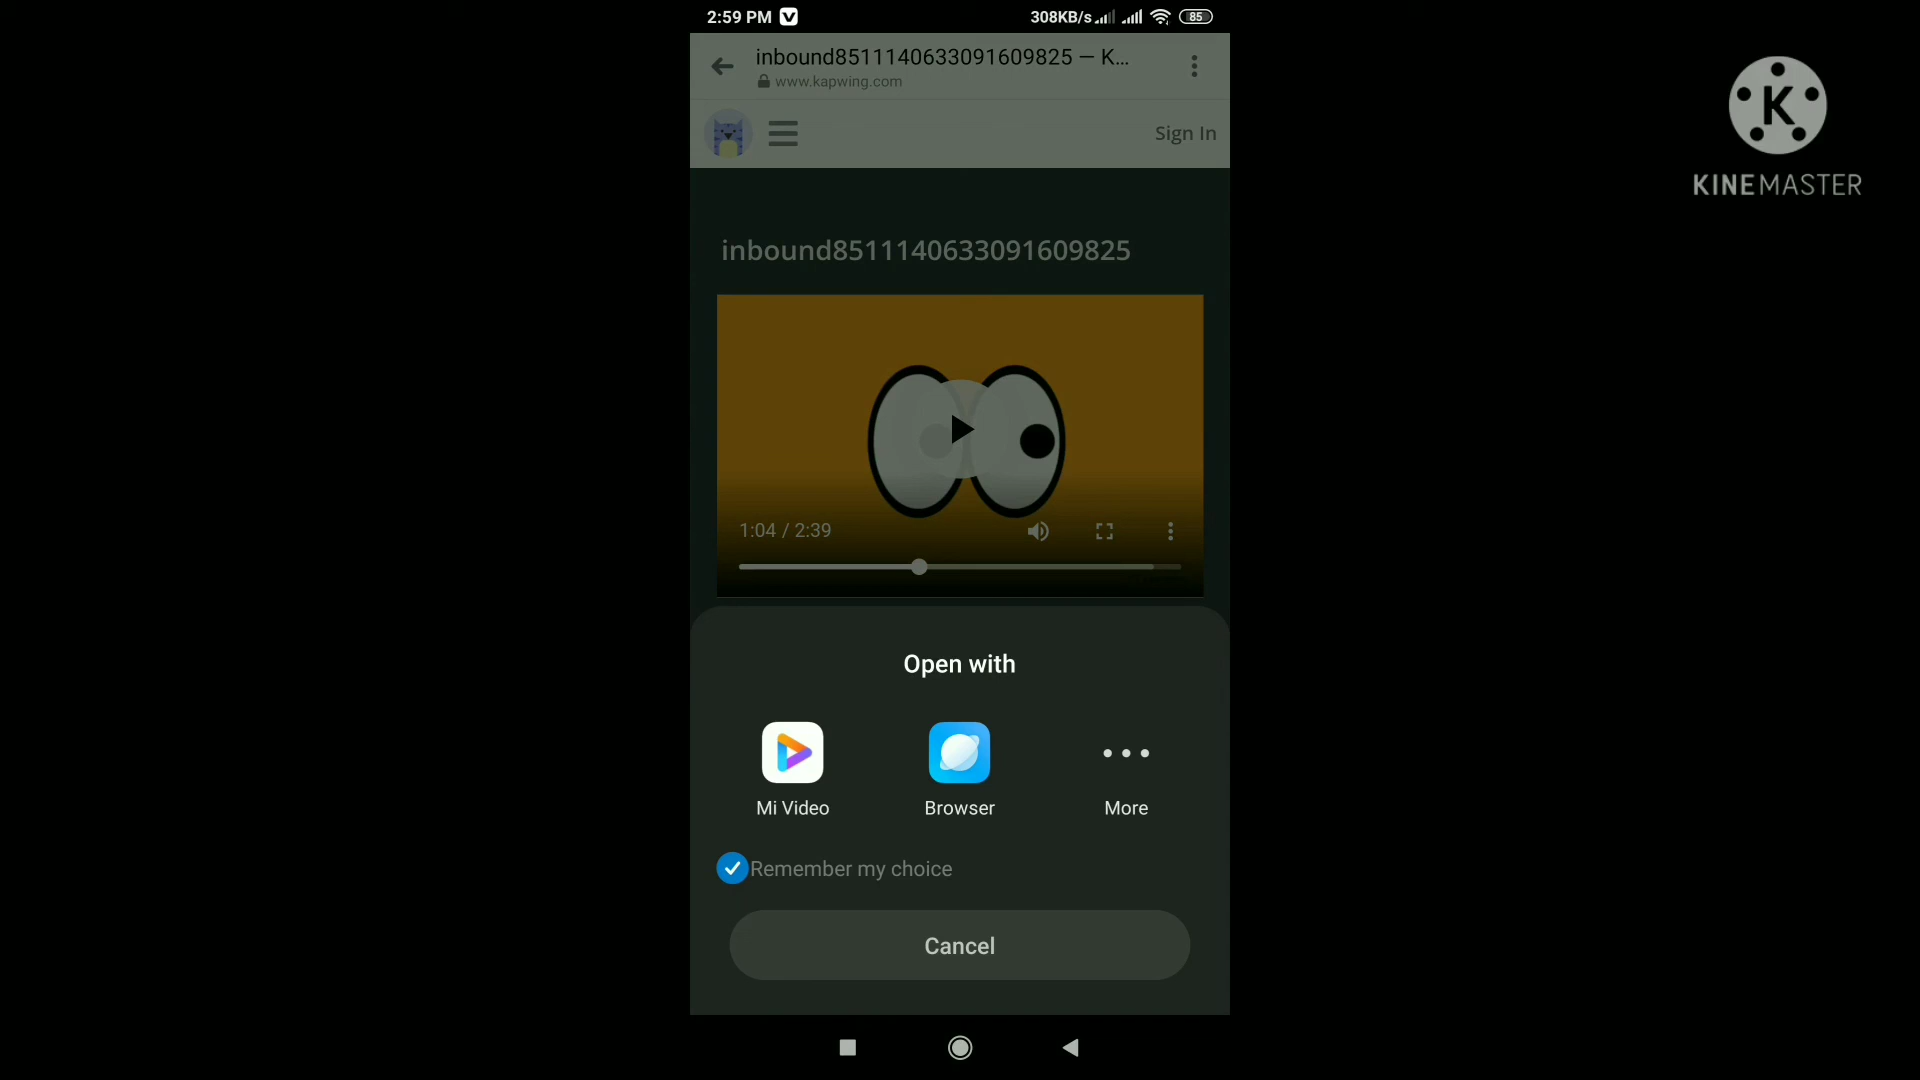 2:59 PM
308KB/s
85
inbound8511140633091609825 — K...
www.kapwing.com
Sign In
K
KINEMASTER
inbound8511140633091609825
1:04 / 2:39
Open with
Mi Video
Browser
More
Remember my choice
Cancel